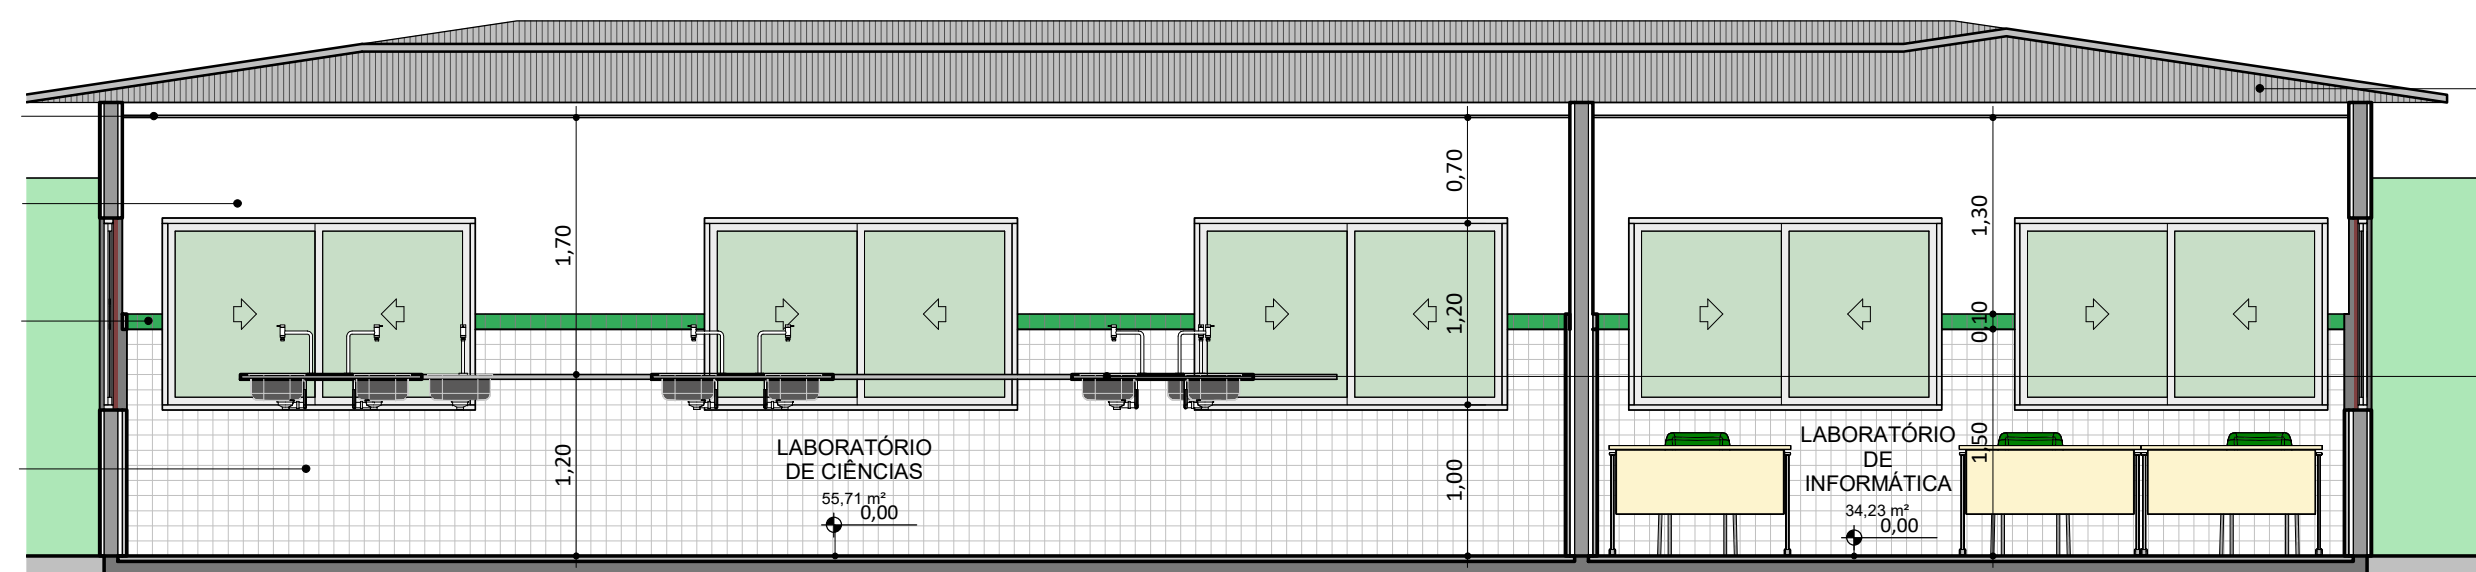 1,70
1,20
0,70
1,20
1,00
LABORATÓRIO
DE CIÊNCIAS
55,71 m²
0,00
1,30
0,10
1,50
LABORATÓRIO
DE
INFORMÁTICA
34,23 m²
0,00